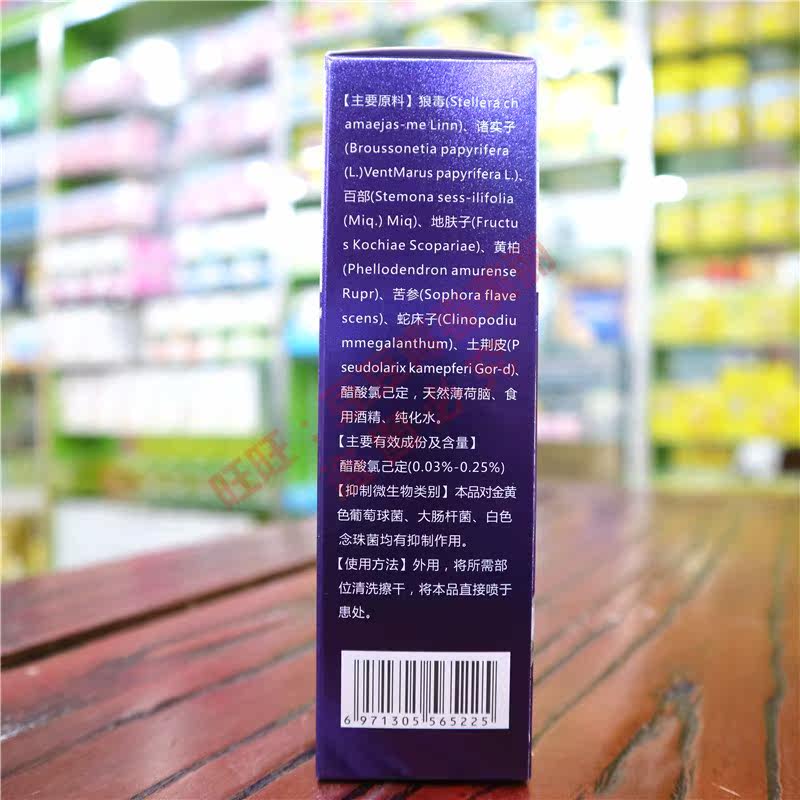 【主要原料】狼毒(Stellera ch
amaejas-me Linn)、诸实子
(Broussonetia papyrifera
(L.)VentMarus papyrifera L.)、
百部(Stemona sess-ilifolia
(Miq.) Miq)、地肤子(Fructu
s Kochiae Scopariae)、黄柏
(Phellodendron amurense
Rupr)、苦参(Sophora flave
scens)、蛇床子(Clinopodiu
mmegalanthum)、土荆皮(P
seudolarix kamepferi Gor-d)、
醋酸氯己定，天然薄荷脑、食
用酒精、纯化水。
【主要有效成份及含量】
醋酸氯己定(0.03%-0.25%)
【抑制微生物类别】本品对金黄
色葡萄球菌、大肠杆菌、白色
念珠菌均有抑制作用。
【使用方法】外用，将所需部
位清洗擦干，将本品直接喷于
患处。
6 971305 565225
旺旺：